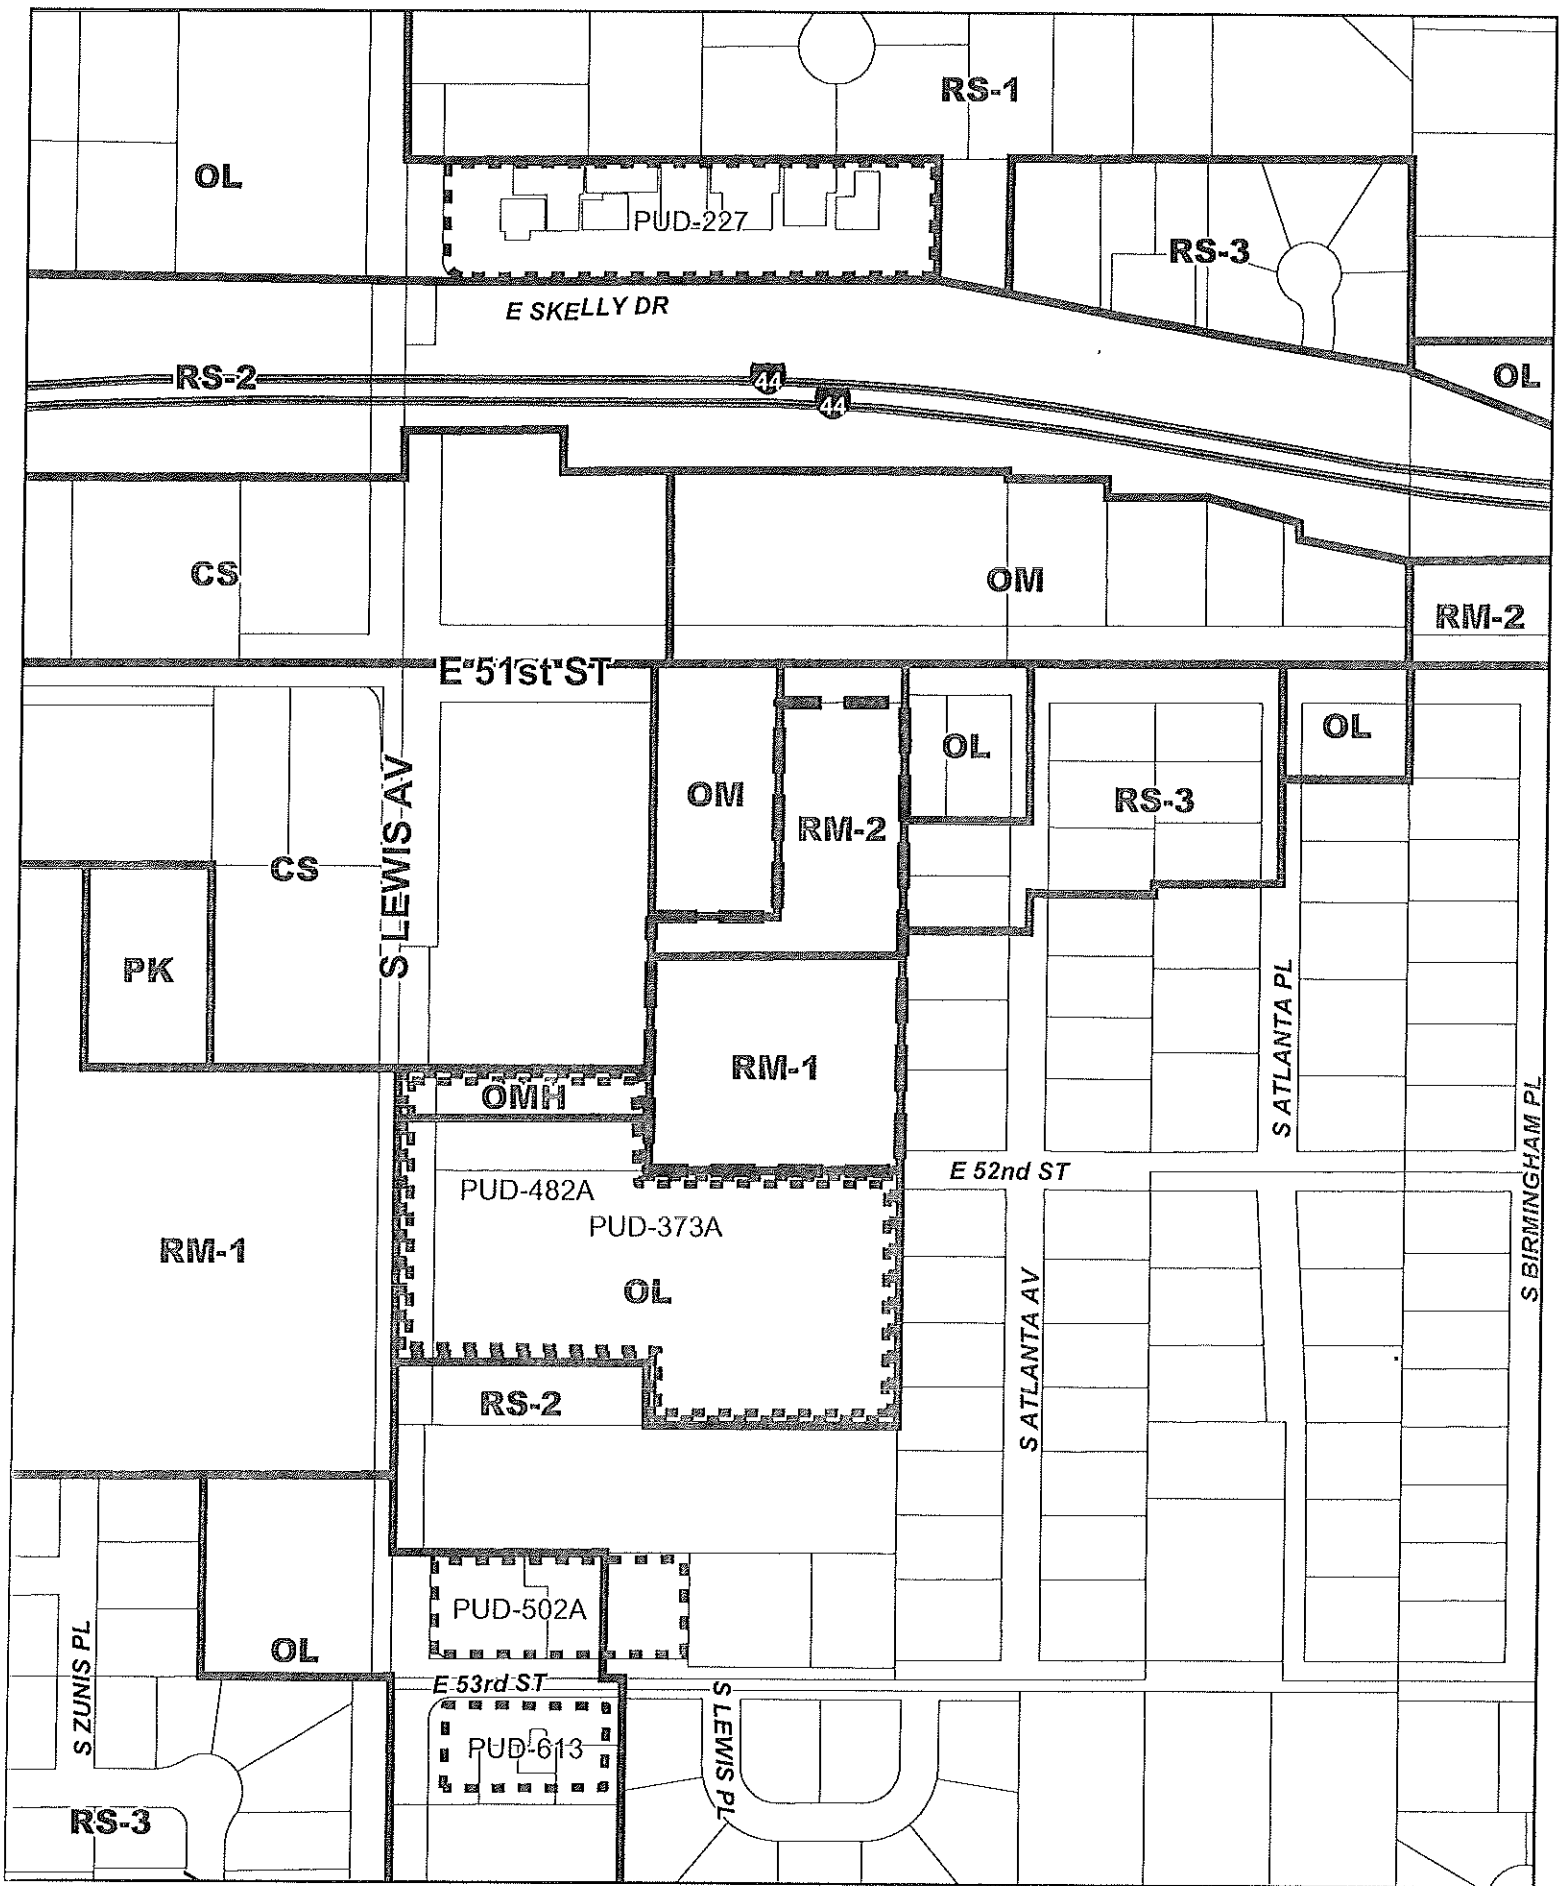 RS-1
OL
PUD-227
RS-3
E SKELLY DR
RS-2
44
44
OL
CS
OM
RM-2
E 51st ST
OL
OL
OM
RS-3
RM-2
CS
S LEWIS AV
PK
RM-1
OMH
S ATLANTA PL
S BIRMINGHAM PL
E 52nd ST
PUD-482A
PUD-373A
RM-1
OL
S ATLANTA AV
RS-2
PUD-502A
OL
S ZUNIS PL
E 53rd ST
S LEWIS PL
PUD-613
RS-3